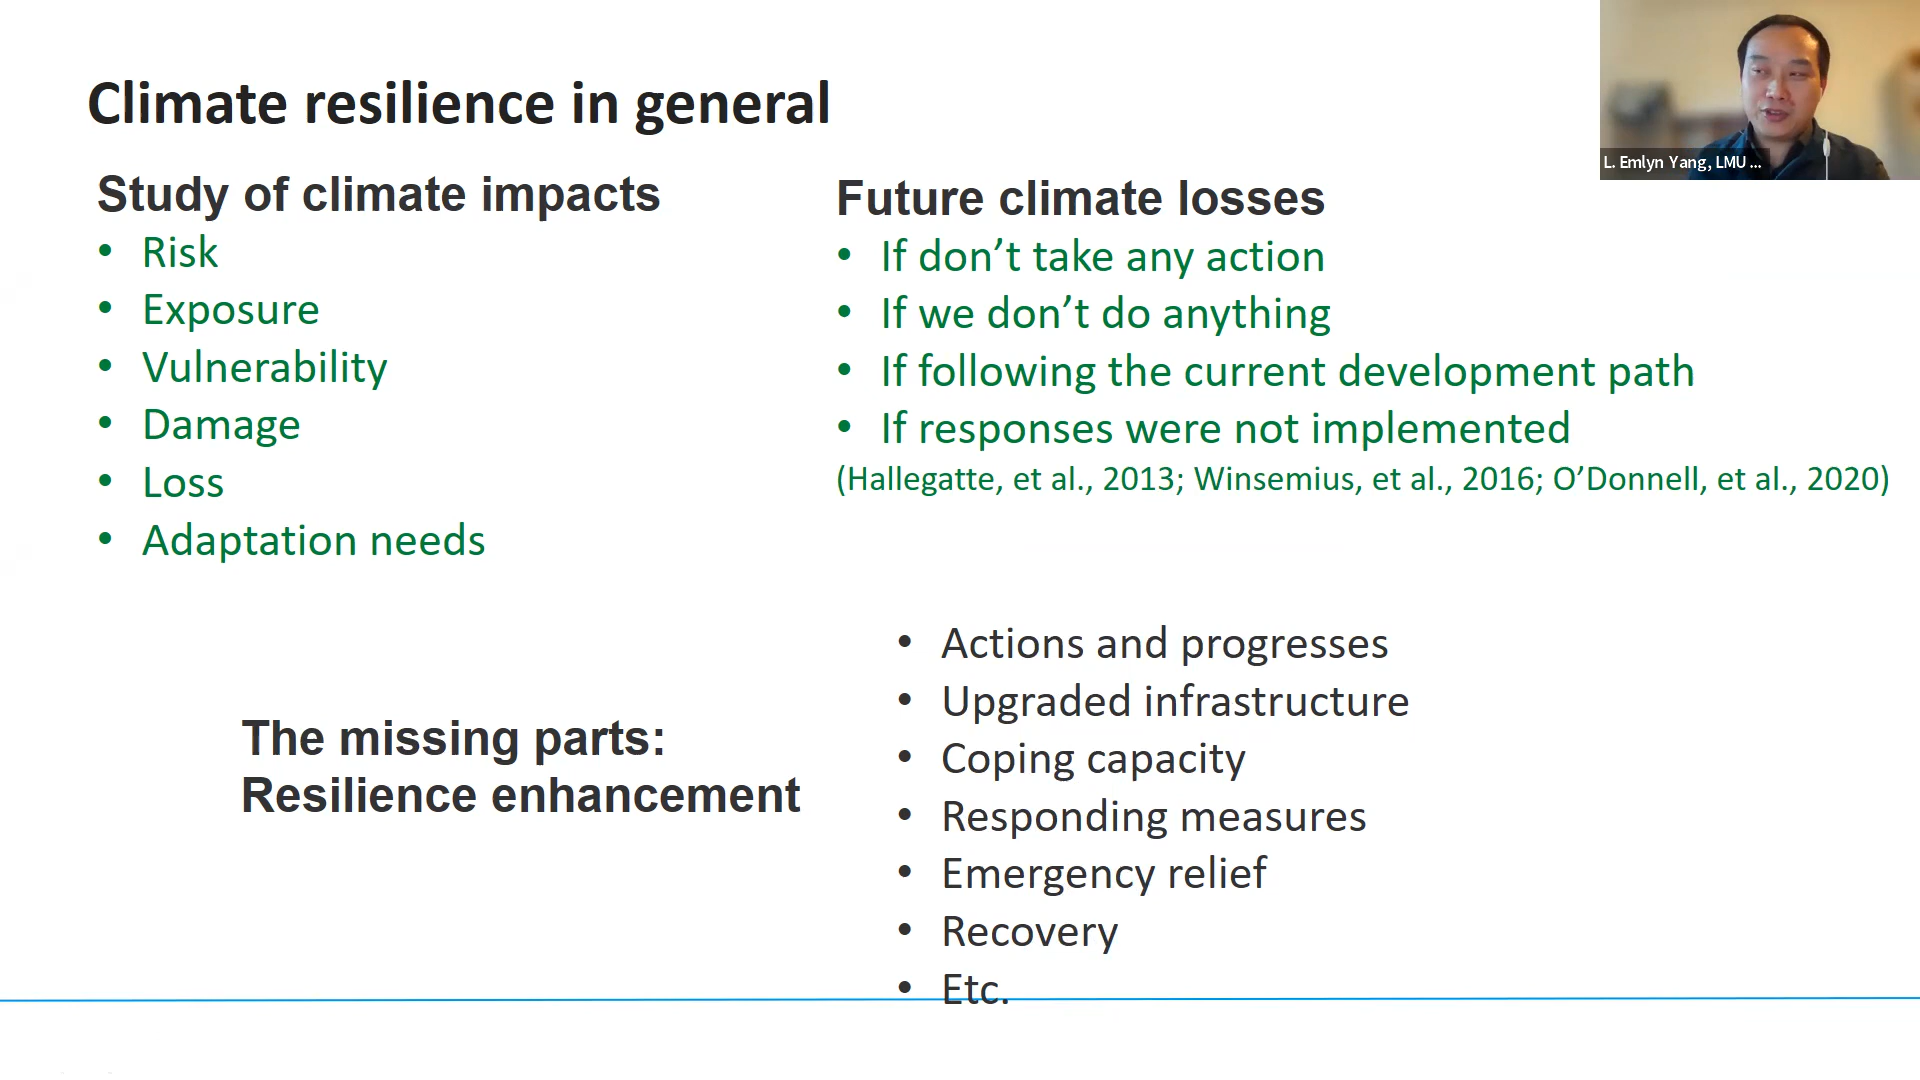 Climate resilience in general
Study of climate impacts
• Risk
• Exposure
• Vulnerability
• Damage
• Loss
• Adaptation needs
Future climate losses
• If don’t take any action
• If we don’t do anything
• If following the current development path
• If responses were not implemented
(Hallegatte, et al., 2013; Winsemius, et al., 2016; O’Donnell, et al., 2020)
The missing parts:
Resilience enhancement
• Actions and progresses
• Upgraded infrastructure
• Coping capacity
• Responding measures
• Emergency relief
• Recovery
• Etc.
L. Emlyn Yang, LMU ...